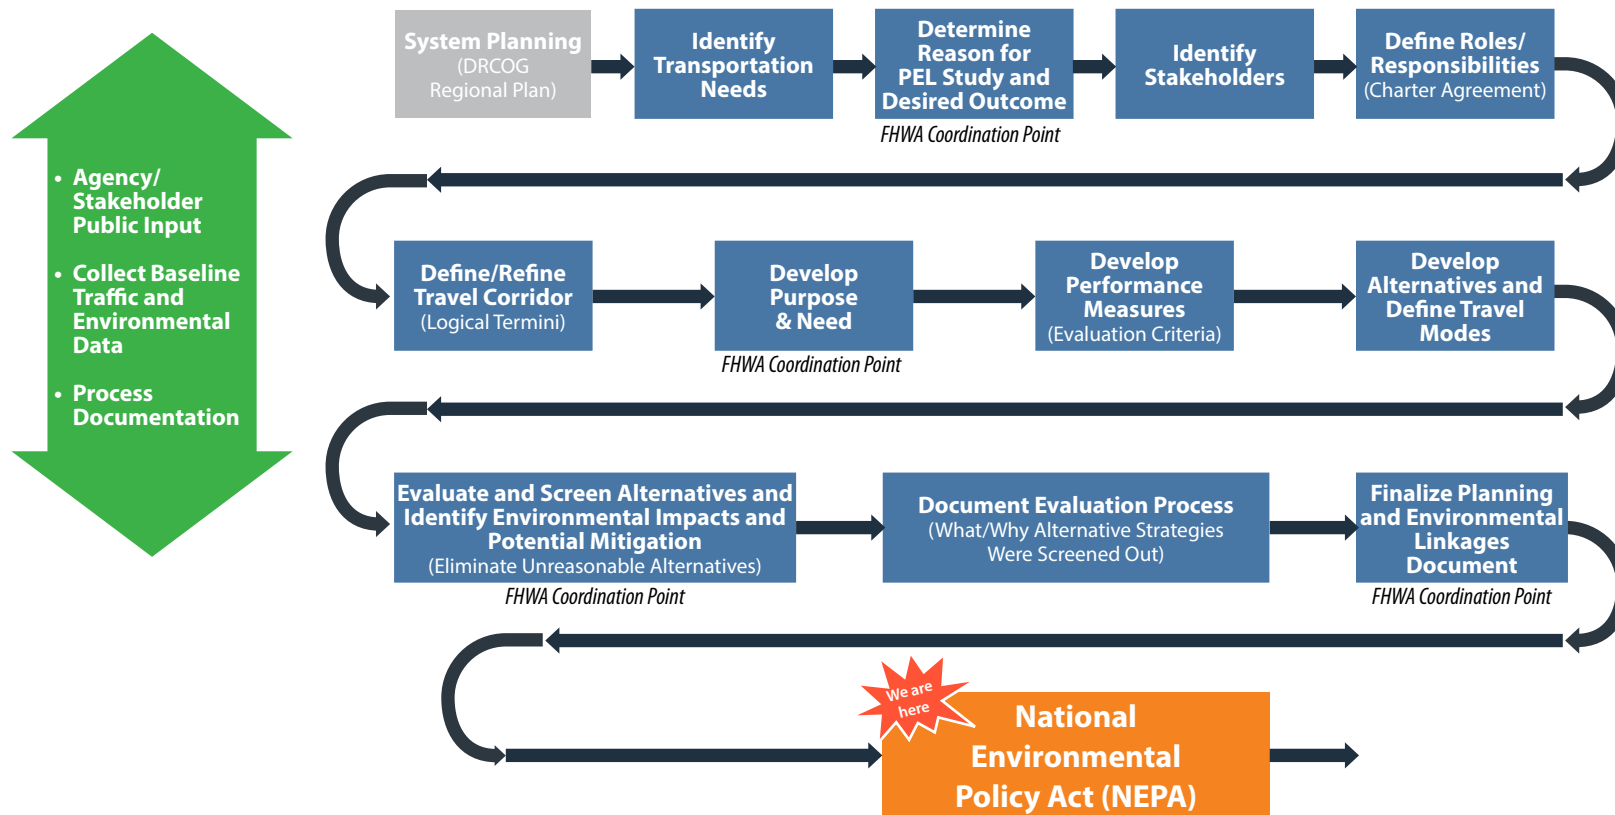 System Planning
(DRCOG
Regional Plan)
Identify
Transportation
Needs
Determine
Reason for
PEL Study and
Desired Outcome
FHWA Coordination Point
Identify
Stakeholders
Define Roles/
Responsibilities
(Charter Agreement)
• Agency/
Stakeholder
Public Input
• Collect Baseline
Traffic and
Environmental
Data
• Process
Documentation
Define/Refine
Travel Corridor
(Logical Termini)
Develop
Purpose
& Need
FHWA Coordination Point
Develop
Performance
Measures
(Evaluation Criteria)
Develop
Alternatives and
Define Travel
Modes
Evaluate and Screen Alternatives and
Identify Environmental Impacts and
Potential Mitigation
(Eliminate Unreasonable Alternatives)
FHWA Coordination Point
Document Evaluation Process
(What/Why Alternative Strategies
Were Screened Out)
Finalize Planning
and Environmental
Linkages
Document
FHWA Coordination Point
We are
here
National
Environmental
Policy Act (NEPA)